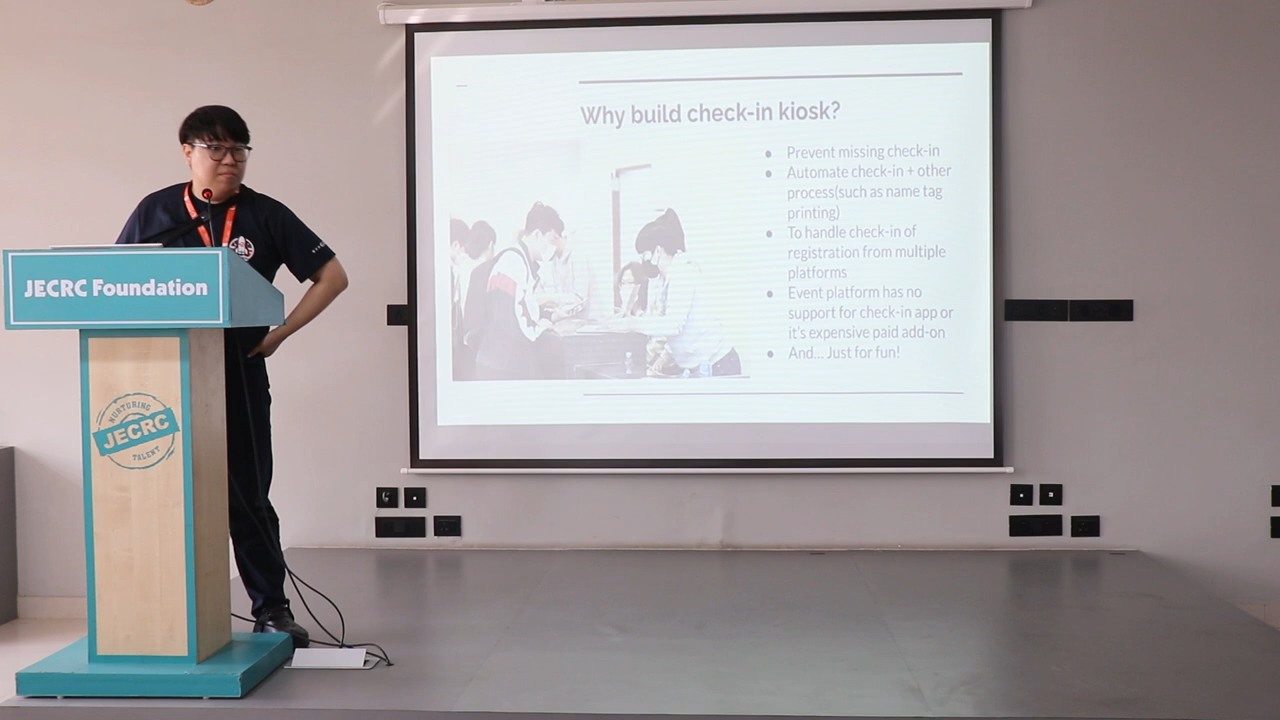 Why build check-in kiosk?
● Prevent missing check-in
● Automate check-in + other
process(such as name tag
printing)
● To handle check-in of
registration from multiple
platforms
● Event platform has no
support for check-in app or
it's expensive paid add-on
● And... Just for fun!
JECRC Foundation
NURTURING
JECRC
TALENT